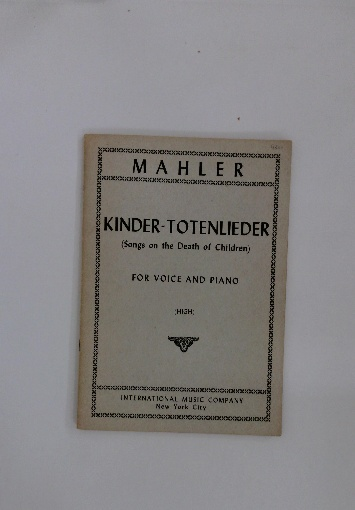 MAHLER
KINDER-TOTENLIEDER
(Songs on the Death of Children)
FOR VOICE AND PIANO
(HIGH)
INTERNATIONAL MUSIC COMPANY
New York City